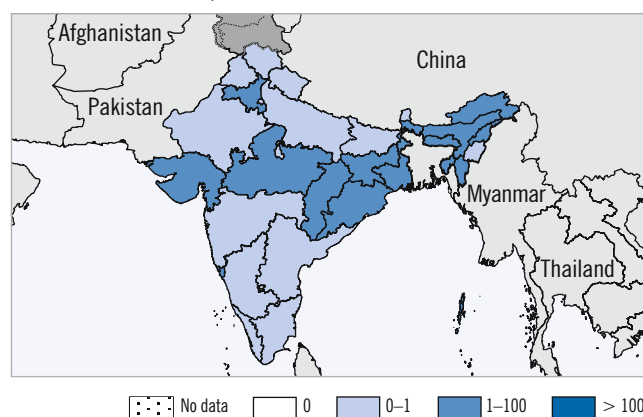 Afghanistan
China
Pakistan
Myanmar
Thailand
No data 0 0–1 1–100 > 100